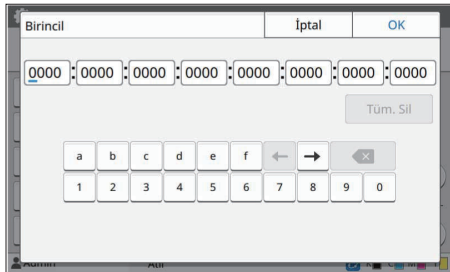 Birincil İptal OK
0000:0000:0000:0000:0000:0000:0000:0000
Tüm. Sil
a b c d e f ← →
1 2 3 4 5 6 7 8 9 0
Admin